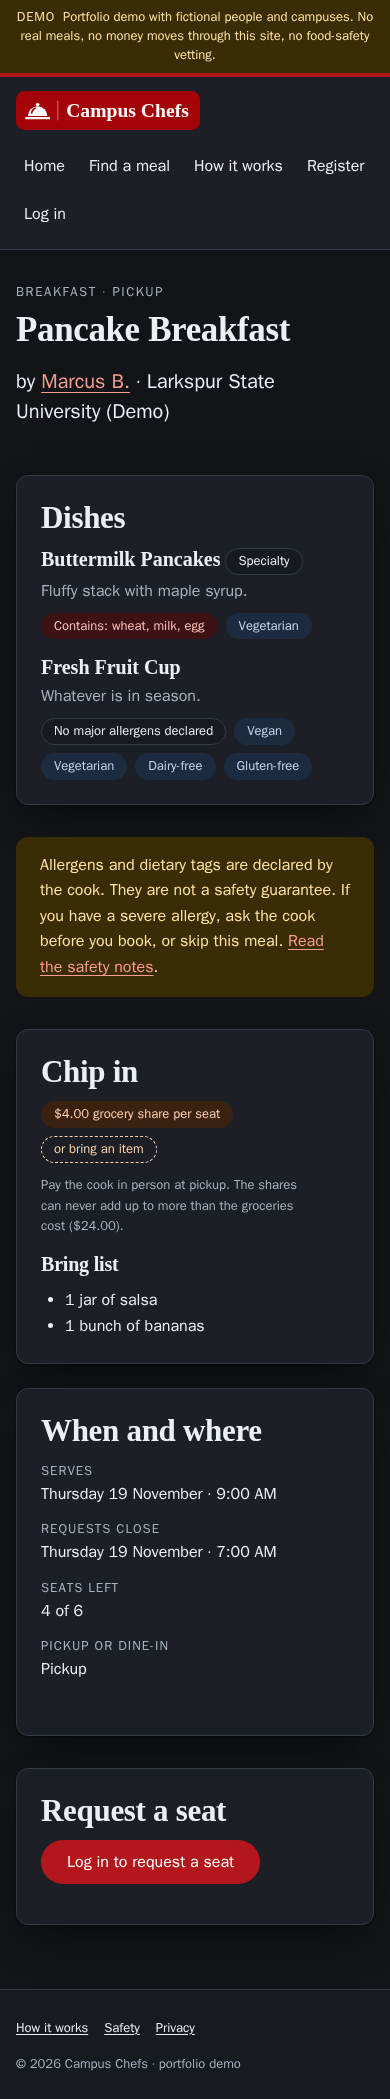 DEMO Portfolio demo with fictional people and campuses. No
real meals, no money moves through this site, no food-safety
vetting.
Campus Chefs
Home Find a meal How it works Register
Log in
BREAKFAST · PICKUP
Pancake Breakfast
by Marcus B. · Larkspur State
University (Demo)
Dishes
Buttermilk Pancakes Specialty
Fluffy stack with maple syrup.
Contains: wheat, milk, egg Vegetarian
Fresh Fruit Cup
Whatever is in season.
No major allergens declared Vegan
Vegetarian Dairy-free Gluten-free
Allergens and dietary tags are declared by
the cook. They are not a safety guarantee. If
you have a severe allergy, ask the cook
before you book, or skip this meal. Read
the safety notes.
Chip in
$4.00 grocery share per seat
or bring an item
Pay the cook in person at pickup. The shares
can never add up to more than the groceries
cost ($24.00).
Bring list
• 1 jar of salsa
• 1 bunch of bananas
When and where
SERVES
Thursday 19 November · 9:00 AM
REQUESTS CLOSE
Thursday 19 November · 7:00 AM
SEATS LEFT
4 of 6
PICKUP OR DINE-IN
Pickup
Request a seat
Log in to request a seat
How it works Safety Privacy
© 2026 Campus Chefs · portfolio demo